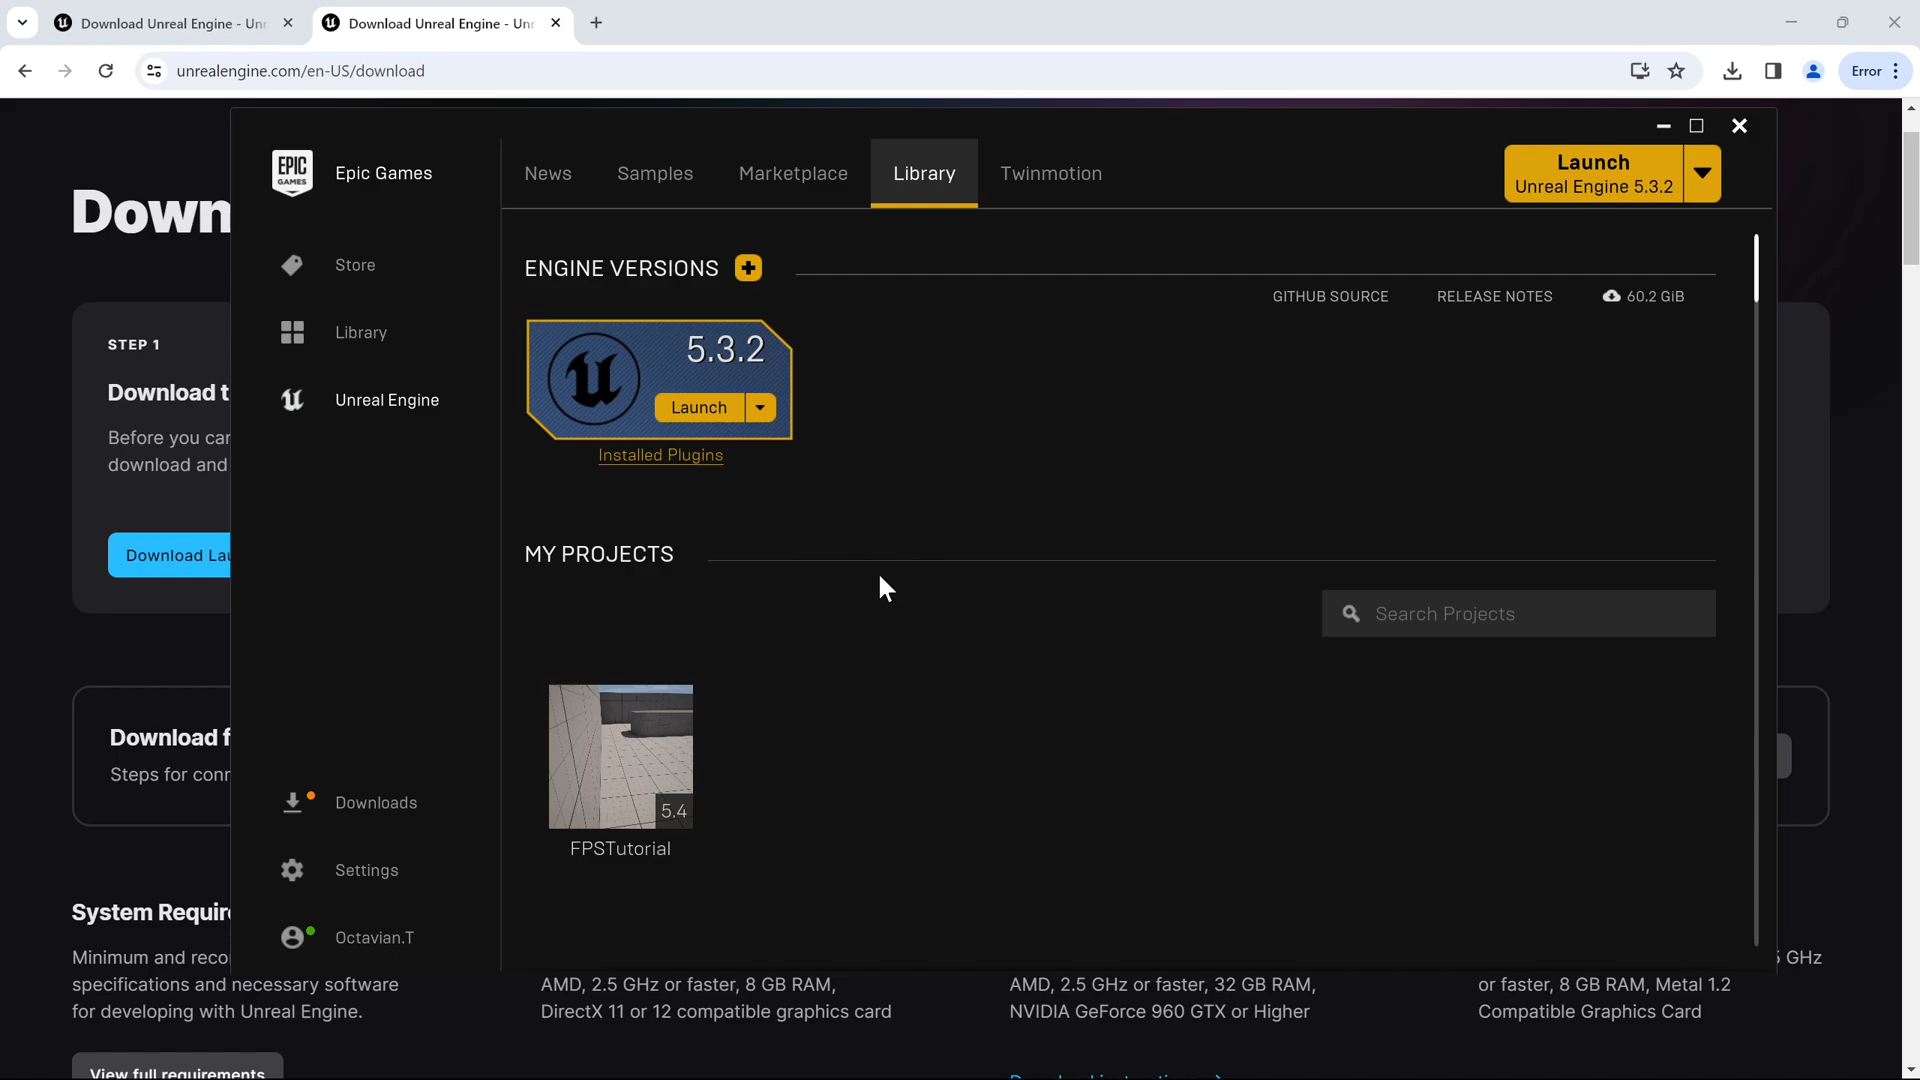 Download Unreal Engine - Un
Download Unreal Engine - Unr
unrealengine.com/en-US/download
Error
Down
STEP 1
Download t
Before you can
download and
Download Lau
Download f
Steps for conn
System Require
Minimum and reco
specifications and necessary software
for developing with Unreal Engine.
View full requirements
EPIC
GAMES
Epic Games
Store
Library
Unreal Engine
Downloads
Settings
Octavian.T
News
Samples
Marketplace
Library
Twinmotion
Launch
Unreal Engine 5.3.2
ENGINE VERSIONS
GITHUB SOURCE
RELEASE NOTES
60.2 GiB
5.3.2
Launch
Installed Plugins
MY PROJECTS
Search Projects
5.4
FPSTutorial
AMD, 2.5 GHz or faster, 8 GB RAM,
DirectX 11 or 12 compatible graphics card
AMD, 2.5 GHz or faster, 32 GB RAM,
NVIDIA GeForce 960 GTX or Higher
5 GHz
or faster, 8 GB RAM, Metal 1.2
Compatible Graphics Card